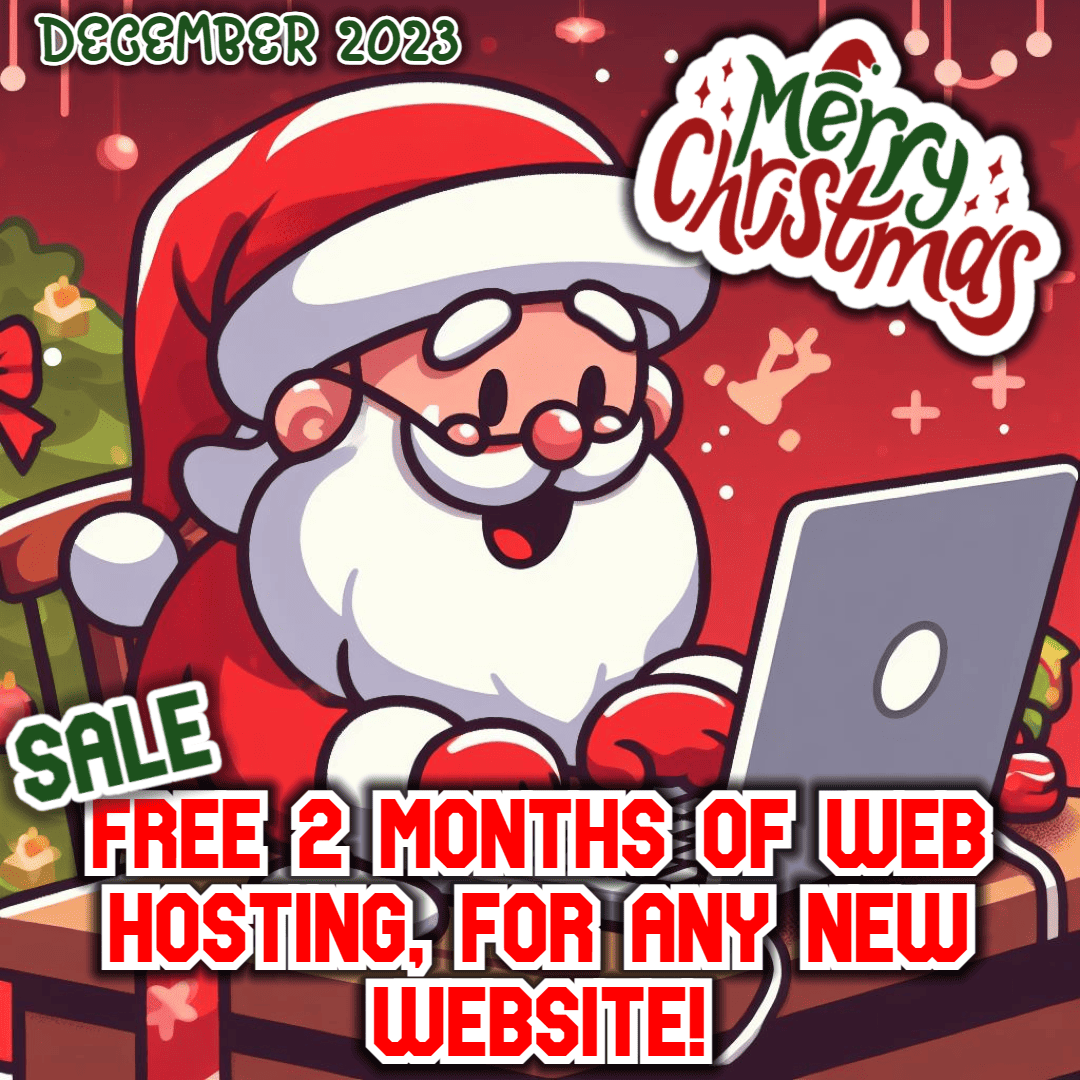 DECEMBER 2023
Merry
Christmas
SALE
FREE 2 MONTHS OF WEB
HOSTING, FOR ANY NEW
WEBSITE!